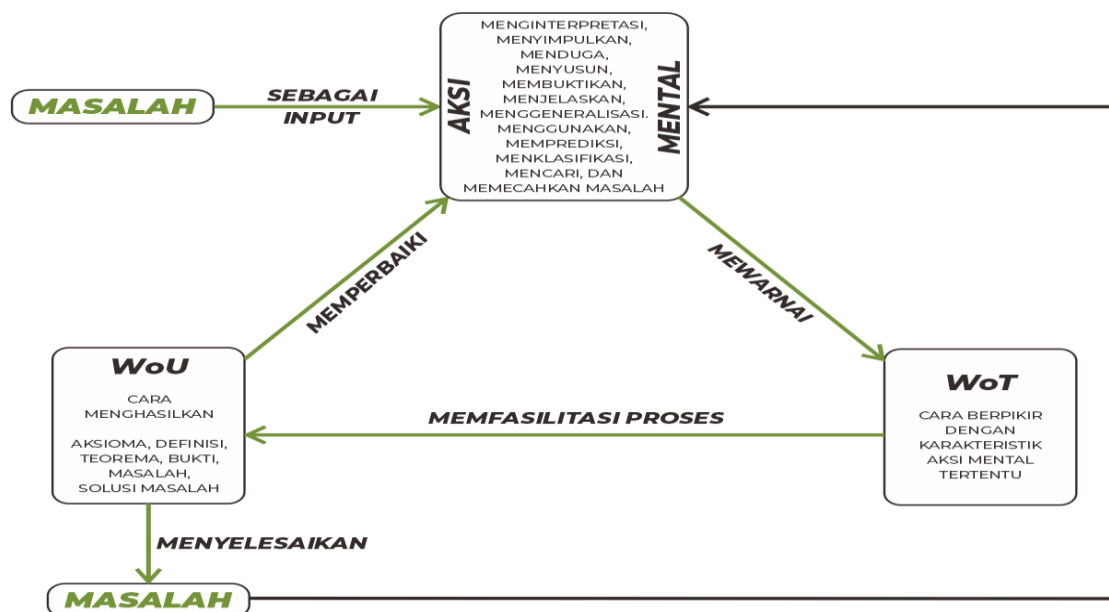 MENGINTERPRETASI,
MENYIMPULKAN,
MENDUGA,
MENYUSUN,
MEMBUKTIKAN,
MENJELASKAN,
MENGGENERALISASI.
MENGGUNAKAN,
MEMPREDIKSI,
MENKLASIFIKASI,
MENCARI, DAN
MEMECAHKAN MASALAH
AKSI
MENTAL
MASALAH
SEBAGAI
INPUT
MEMPERBAIKI
MEWARNAI
WoU
CARA
MENGHASILKAN
AKSIOMA, DEFINISI,
TEOREMA, BUKTI,
MASALAH,
SOLUSI MASALAH
MEMFASILITASI PROSES
WoT
CARA BERPIKIR
DENGAN
KARAKTERISTIK
AKSI MENTAL
TERTENTU
MENYELESAIKAN
MASALAH